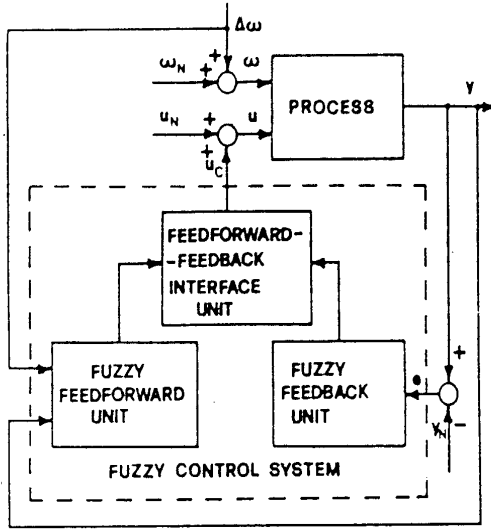 Δω
+
ω_N + ω
u_N + u
+
u_C
PROCESS
y
FEEDFORWARD-
-FEEDBACK
INTERFACE
UNIT
FUZZY
FEEDFORWARD
UNIT
FUZZY
FEEDBACK
UNIT
e
+
y_N -
FUZZY CONTROL SYSTEM